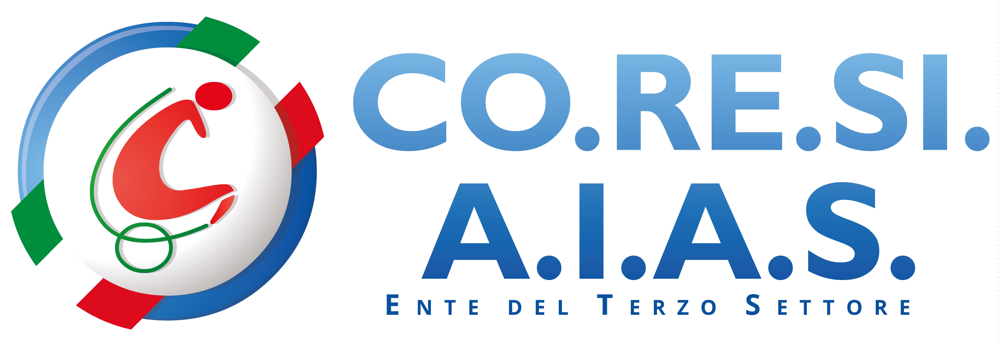 CO.RE.SI.
A.I.A.S.
Ente del Terzo Settore